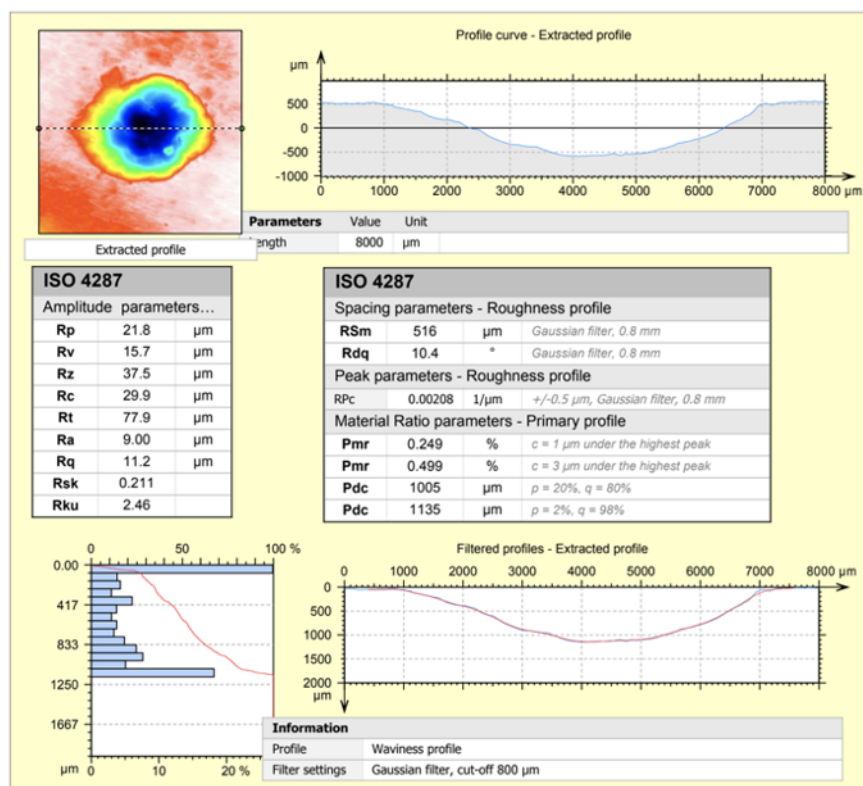 Profile curve - Extracted profile
µm
500
0
-500
-1000
0 1000 2000 3000 4000 5000 6000 7000 8000 µm
Parameters Value Unit
Length 8000 µm
Extracted profile
ISO 4287
Amplitude parameters…
Rp 21.8 µm
Rv 15.7 µm
Rz 37.5 µm
Rc 29.9 µm
Rt 77.9 µm
Ra 9.00 µm
Rq 11.2 µm
Rsk 0.211
Rku 2.46
ISO 4287
Spacing parameters - Roughness profile
RSm 516 µm Gaussian filter, 0.8 mm
Rdq 10.4 ° Gaussian filter, 0.8 mm
Peak parameters - Roughness profile
RPc 0.00208 1/µm +/-0.5 µm, Gaussian filter, 0.8 mm
Material Ratio parameters - Primary profile
Pmr 0.249 % c = 1 µm under the highest peak
Pmr 0.499 % c = 3 µm under the highest peak
Pdc 1005 µm p = 20%, q = 80%
Pdc 1135 µm p = 2%, q = 98%
0 50 100 %
0.00
417
833
1250
1667
µm 0 10 20 %
Filtered profiles - Extracted profile
0 1000 2000 3000 4000 5000 6000 7000 8000 µm
0
500
1000
1500
2000
µm
Information
Profile Waviness profile
Filter settings Gaussian filter, cut-off 800 µm